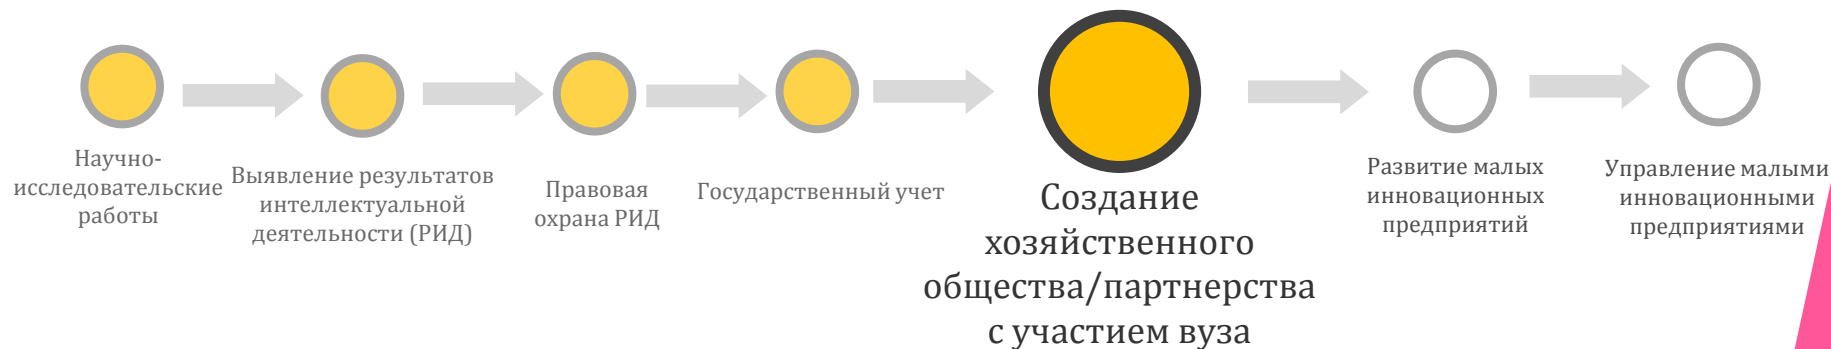 Научно-
исследовательские
работы
Выявление результатов
интеллектуальной
деятельности (РИД)
Правовая
охрана РИД
Государственный учет
Создание
хозяйственного
общества/партнерства
с участием вуза
Развитие малых
инновационных
предприятий
Управление малыми
инновационными
предприятиями